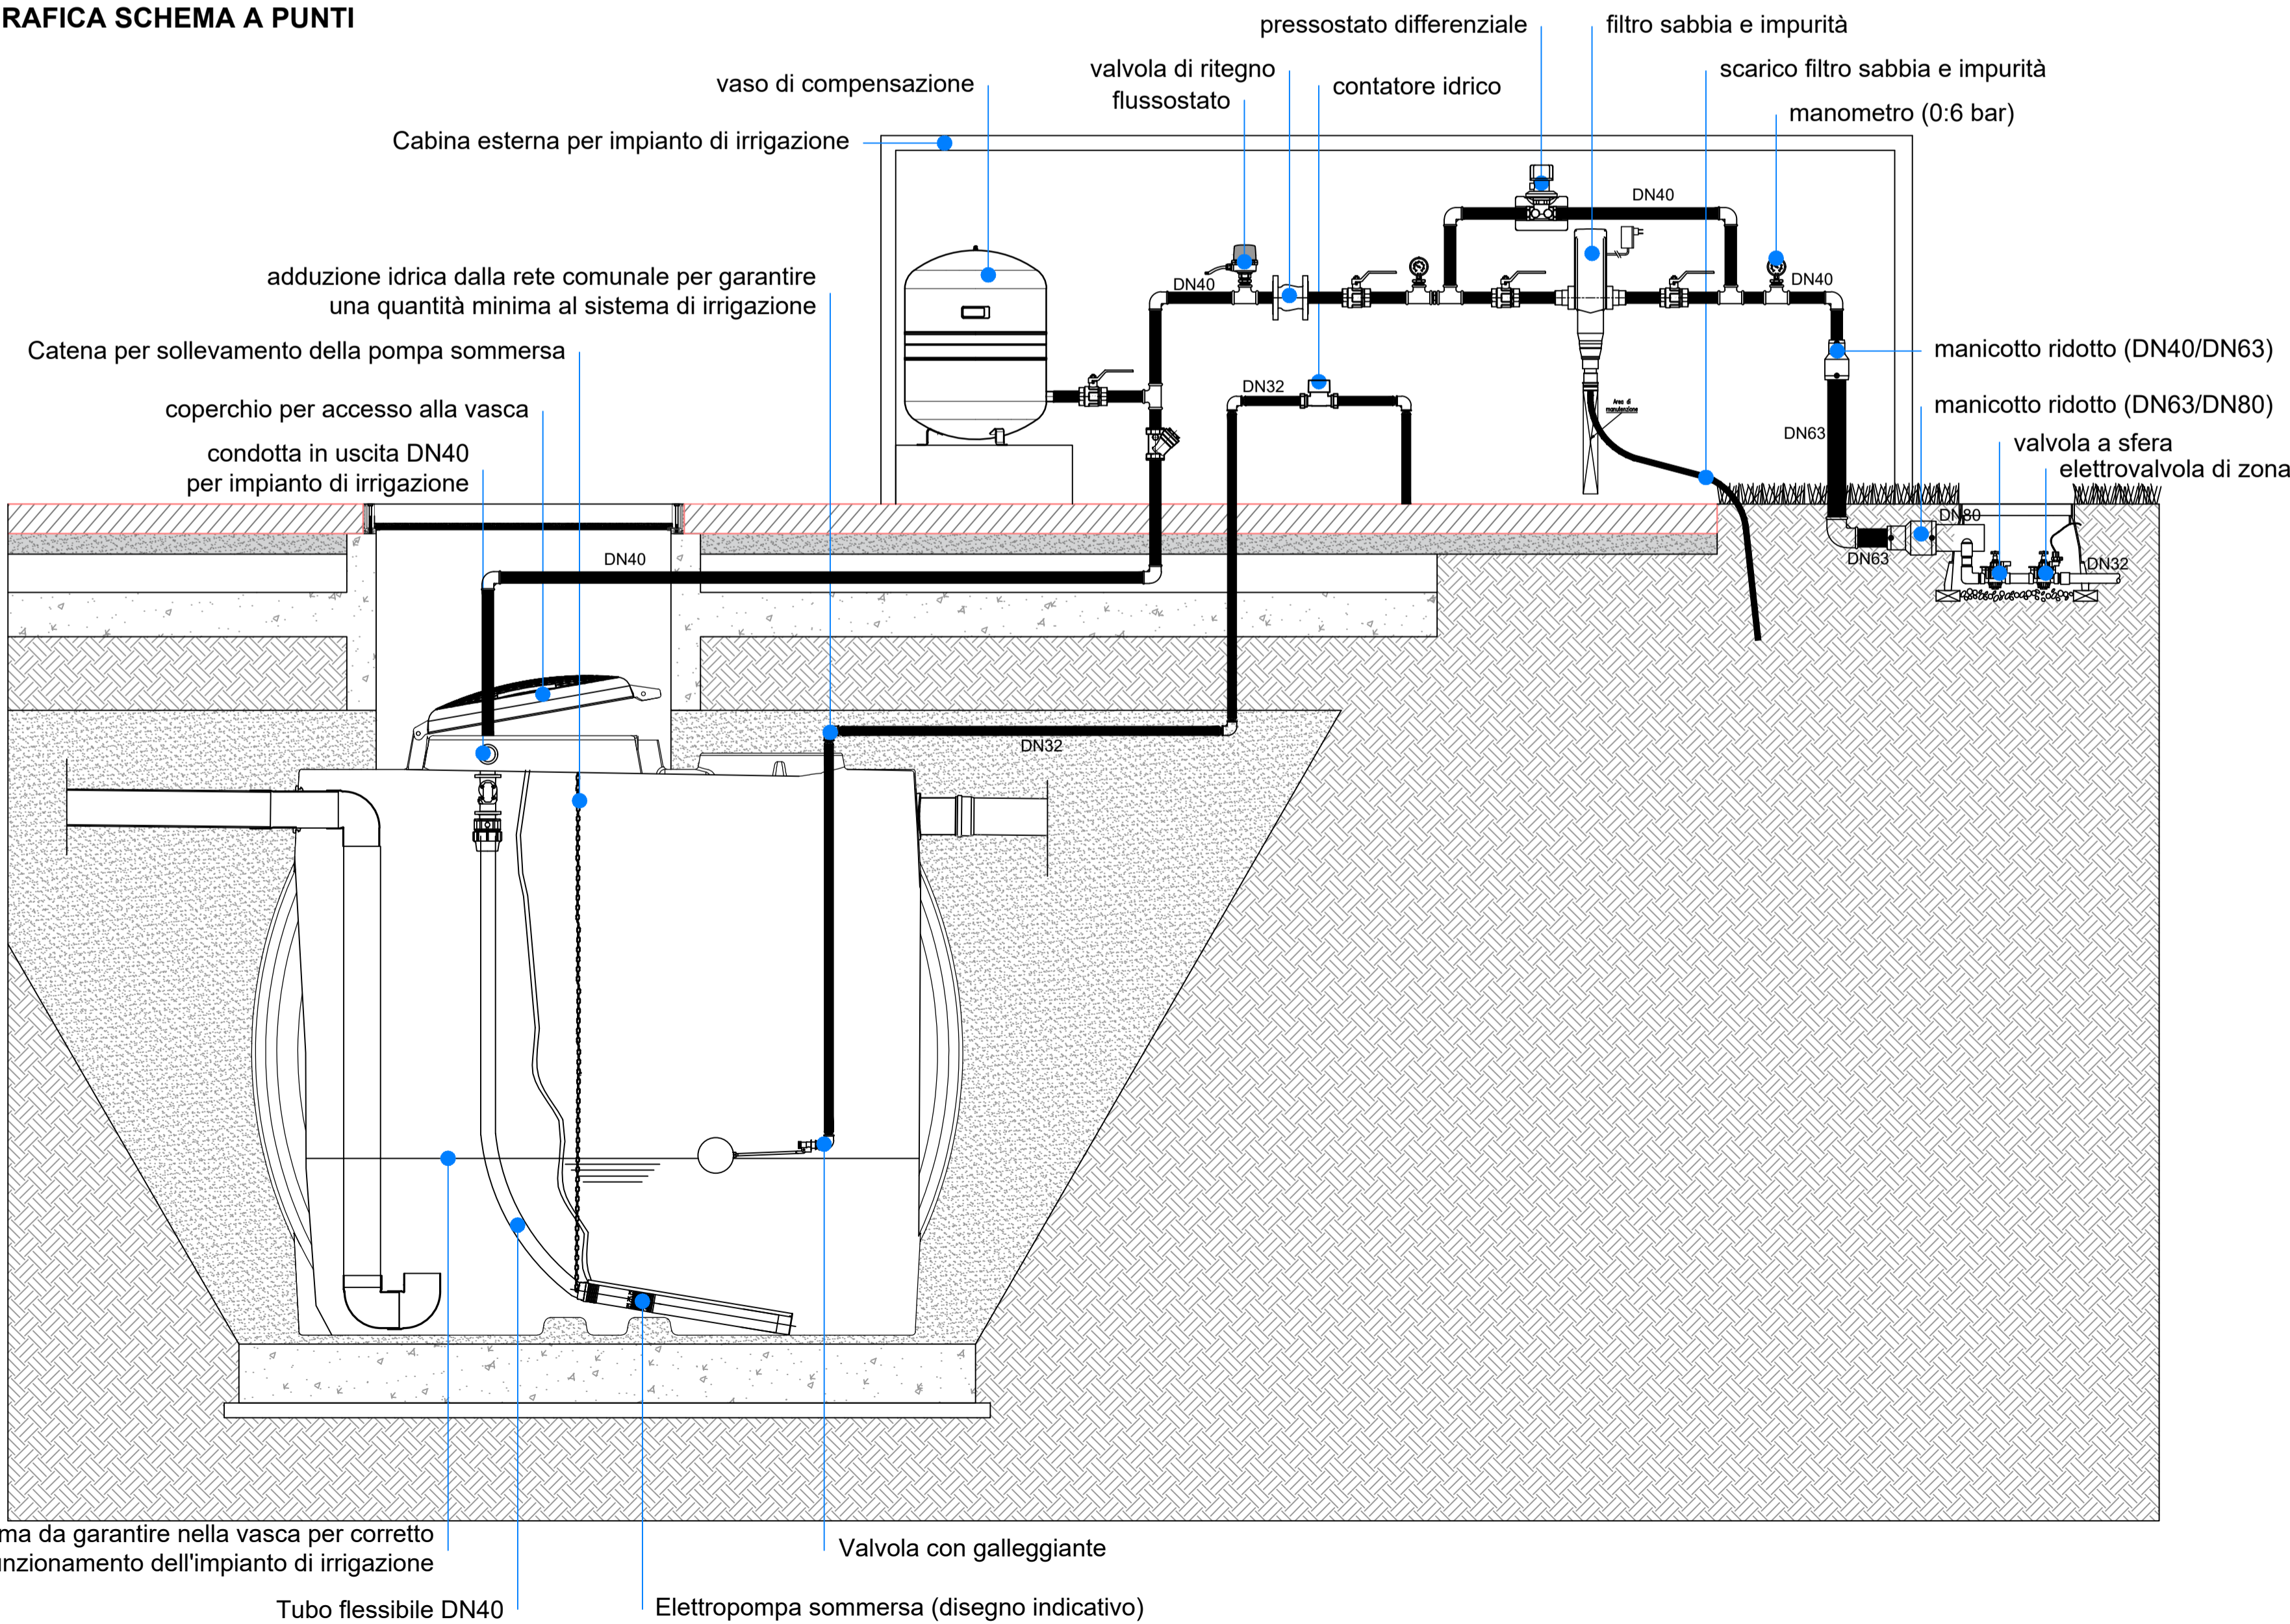 RAFICA SCHEMA A PUNTI
pressostato differenziale
filtro sabbia e impurità
valvola di ritegno
scarico filtro sabbia e impurità
vaso di compensazione
contatore idrico
flussostato
manometro (0:6 bar)
Cabina esterna per impianto di irrigazione
DN40
adduzione idrica dalla rete comunale per garantire
una quantità minima al sistema di irrigazione
DN40
DN40
Catena per sollevamento della pompa sommersa
manicotto ridotto (DN40/DN63)
DN32
coperchio per accesso alla vasca
Area di
manutenzione
manicotto ridotto (DN63/DN80)
DN63
condotta in uscita DN40
per impianto di irrigazione
valvola a sfera
elettrovalvola di zona
DN80
DN40
DN63
DN32
DN32
ma da garantire nella vasca per corretto
unzionamento dell'impianto di irrigazione
Valvola con galleggiante
Tubo flessibile DN40
Elettropompa sommersa (disegno indicativo)